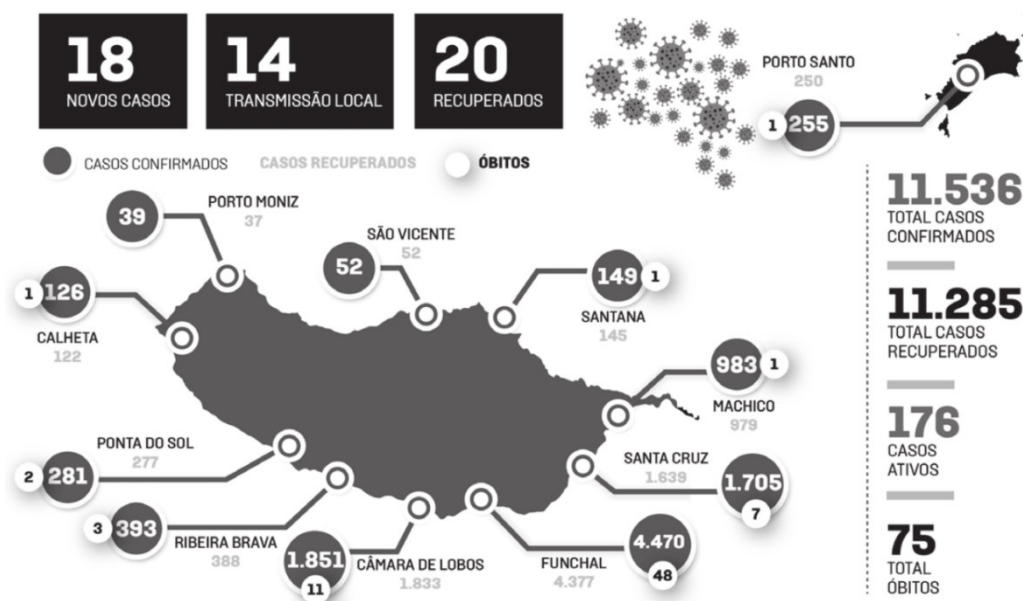 18
NOVOS CASOS
14
TRANSMISSÃO LOCAL
20
RECUPERADOS
PORTO SANTO
250
1 255
CASOS CONFIRMADOS CASOS RECUPERADOS ÓBITOS
39
PORTO MONIZ
37
52
SÃO VICENTE
52
149 1
SANTANA
145
1 126
CALHETA
122
983 1
MACHICO
979
PONTA DO SOL
277
2 281
SANTA CRUZ
1.639
1.705
7
3 393
RIBEIRA BRAVA
388
1.851
11
CÂMARA DE LOBOS
1.833
FUNCHAL
4.377
4.470
48
11.536
TOTAL CASOS
CONFIRMADOS
11.285
TOTAL CASOS
RECUPERADOS
176
CASOS
ATIVOS
75
TOTAL
ÓBITOS